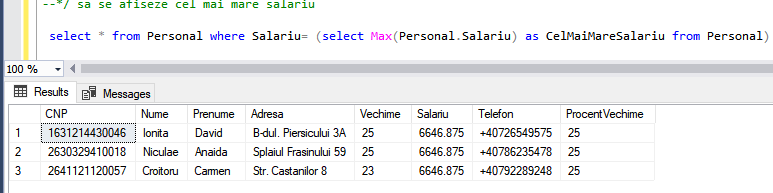 --*/ sa se afiseze cel mai mare salariu
select * from Personal where Salariu= (select Max(Personal.Salariu) as CelMaiMareSalariu from Personal)
100 %
Results Messages
CNP Nume Prenume Adresa Vechime Salariu Telefon ProcentVechime
1 1631214430046 Ionita David B-dul. Piersicului 3A 25 6646.875 +40726549575 25
2 2630329410018 Niculae Anaida Splaiul Frasinului 59 25 6646.875 +40786235478 25
3 2641121120057 Croitoru Carmen Str. Castanilor 8 23 6646.875 +40792289248 25